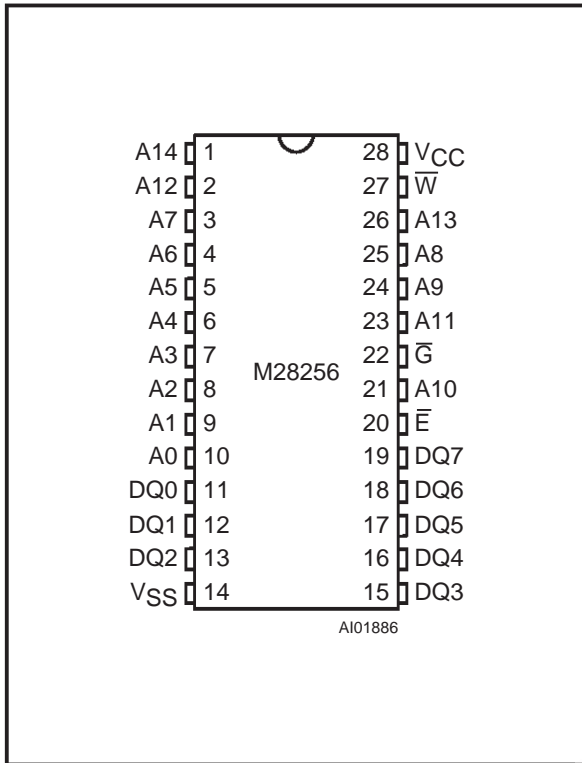 A14 1 28 VCC
A12 2 27 W̅
A7 3 26 A13
A6 4 25 A8
A5 5 24 A9
A4 6 23 A11
A3 7 22 G̅
M28256
A2 8 21 A10
A1 9 20 E̅
A0 10 19 DQ7
DQ0 11 18 DQ6
DQ1 12 17 DQ5
DQ2 13 16 DQ4
VSS 14 15 DQ3
AI01886